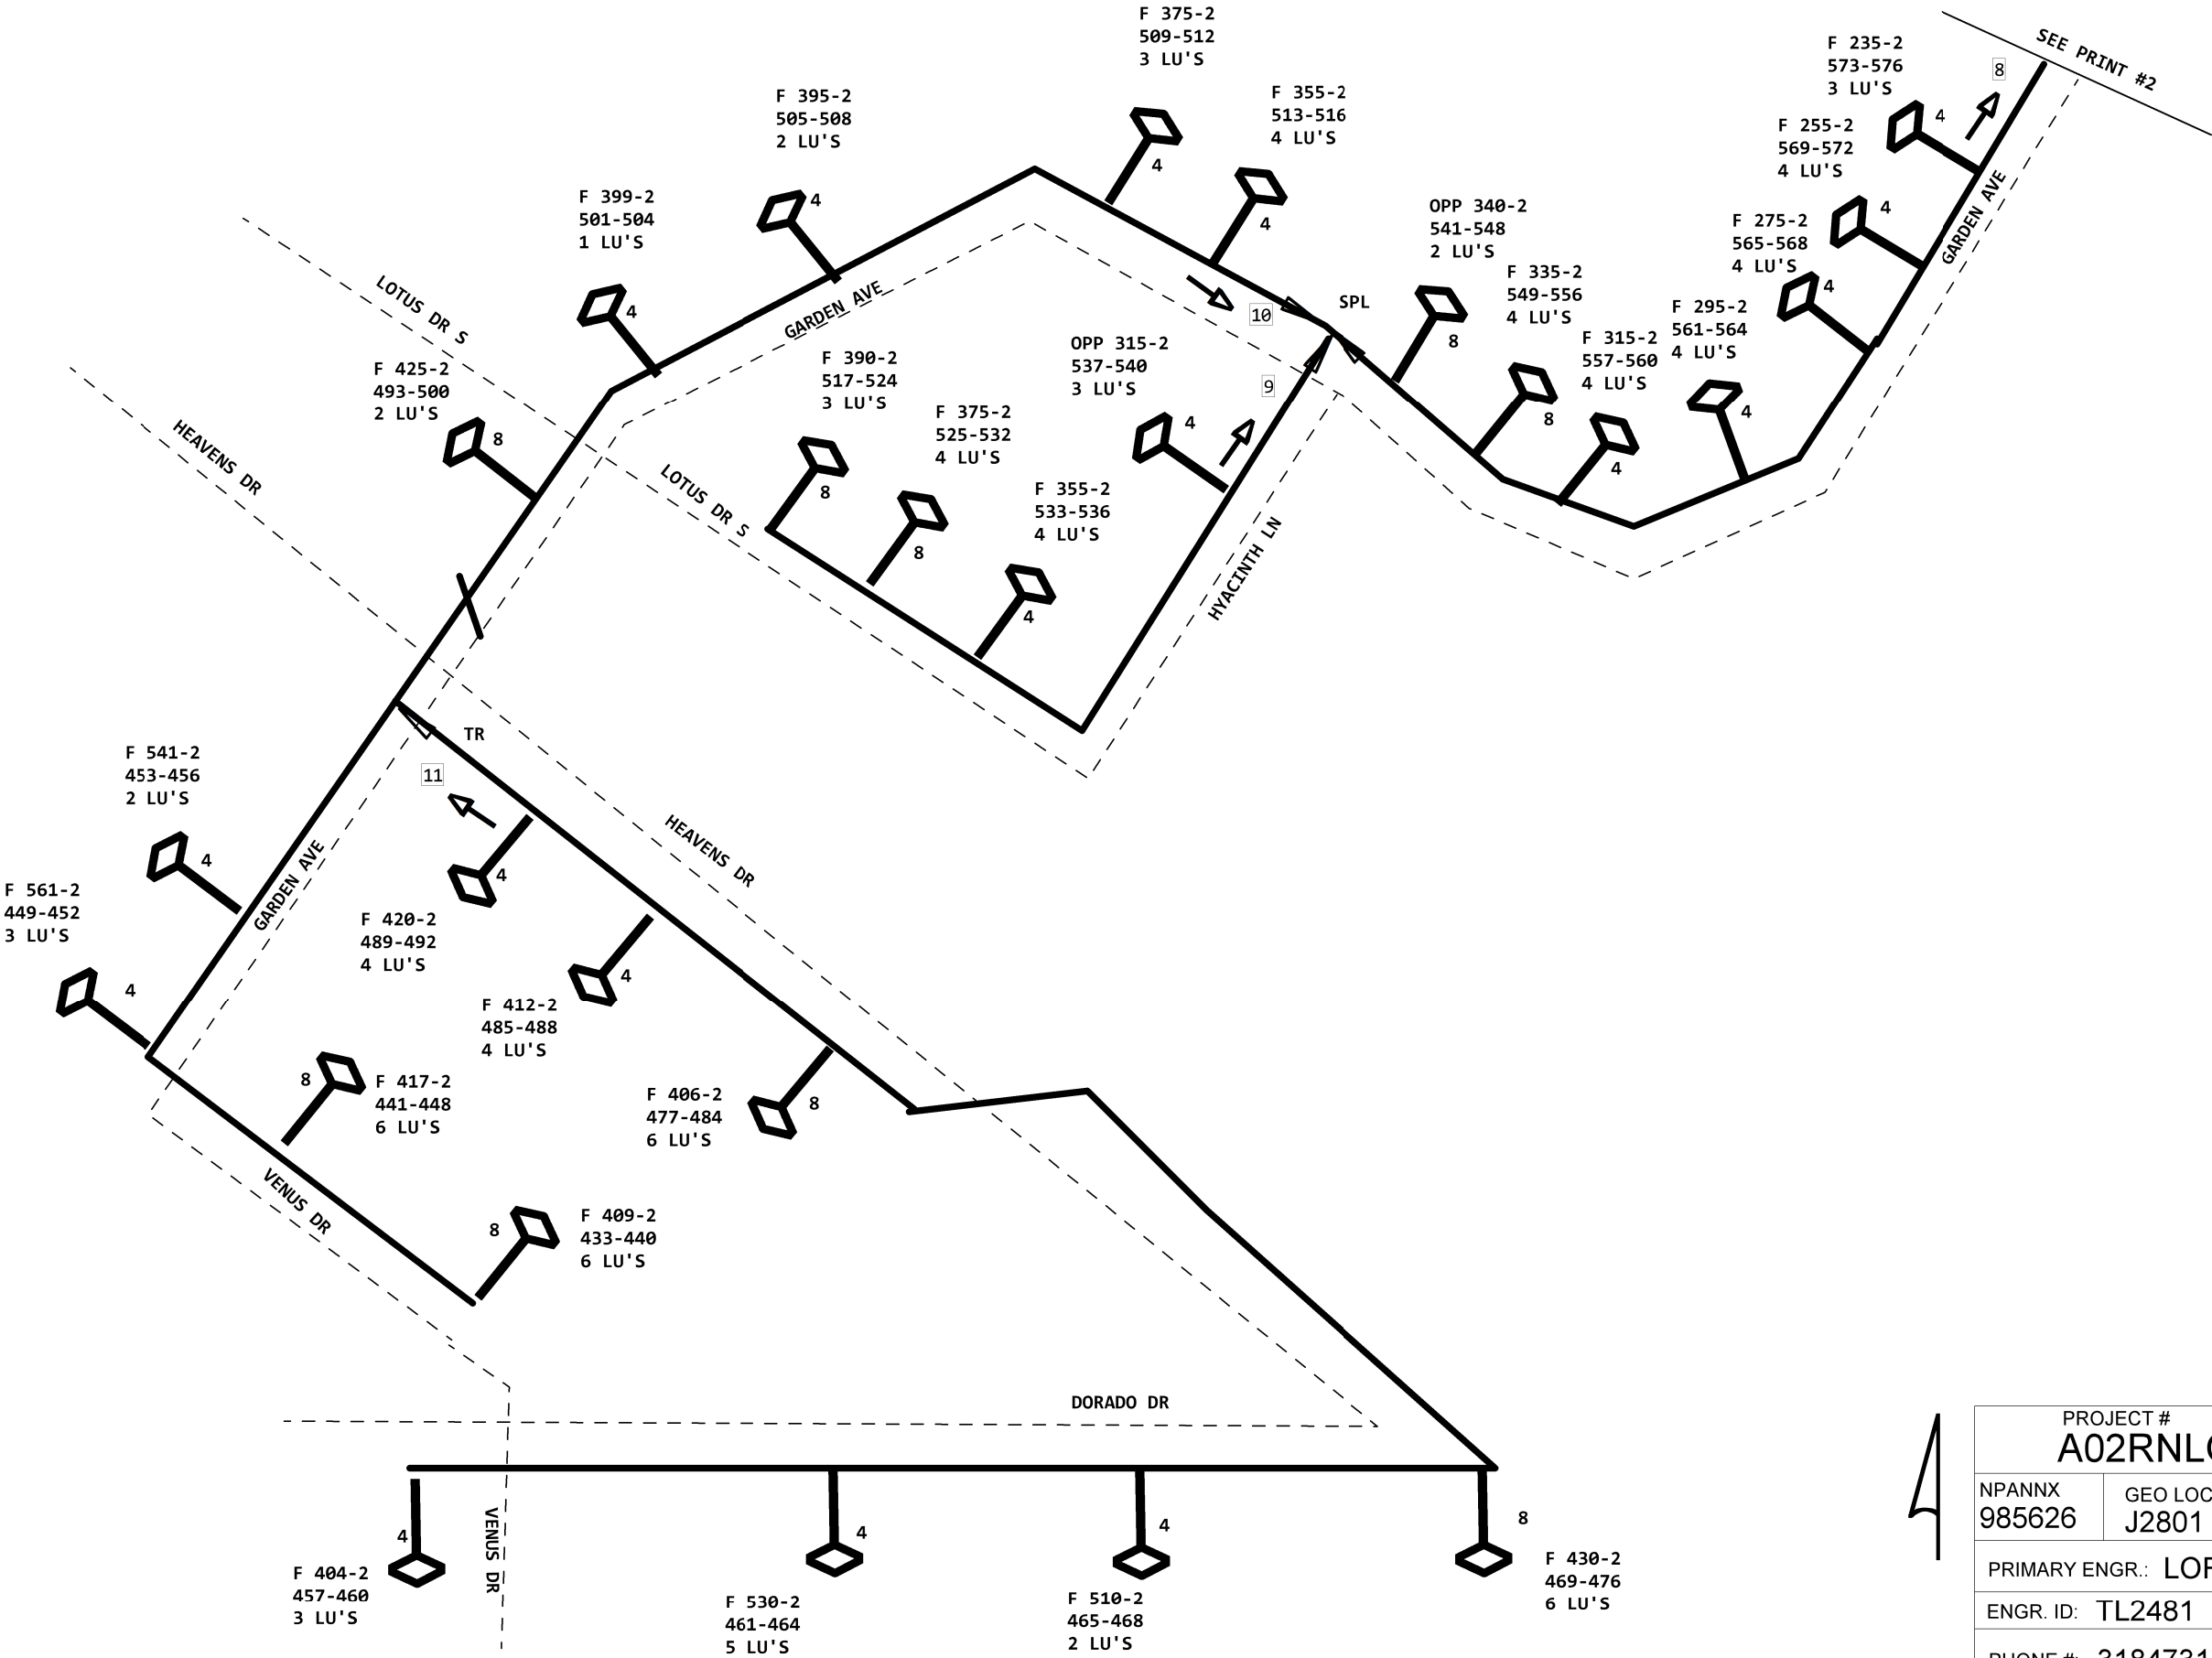 F 375-2
509-512
3 LU'S
F 235-2
573-576
3 LU'S
8
SEE PRINT #2
F 395-2
505-508
2 LU'S
4
F 355-2
513-516
4 LU'S
4
4
4
F 255-2
569-572
4 LU'S
4
GARDEN AVE
F 399-2
501-504
1 LU'S
4
OPP 340-2
541-548
2 LU'S
8
F 275-2
565-568
4 LU'S
4
LOTUS DR S
GARDEN AVE
10
SPL
F 335-2
549-556
4 LU'S
8
F 295-2
561-564
4 LU'S
4
F 315-2
557-560
4 LU'S
4
F 425-2
493-500
2 LU'S
8
F 390-2
517-524
3 LU'S
8
OPP 315-2
537-540
3 LU'S
4
9
HEAVENS DR
F 375-2
525-532
4 LU'S
8
LOTUS DR S
F 355-2
533-536
4 LU'S
4
HYACINTH LN
TR
11
F 541-2
453-456
2 LU'S
4
HEAVENS DR
GARDEN AVE
F 561-2
449-452
3 LU'S
4
4
F 420-2
489-492
4 LU'S
4
F 412-2
485-488
4 LU'S
8
F 417-2
441-448
6 LU'S
F 406-2
477-484
6 LU'S
8
VENUS DR
8
F 409-2
433-440
6 LU'S
DORADO DR
4
VENUS DR
4
4
8
F 404-2
457-460
3 LU'S
F 530-2
461-464
5 LU'S
F 510-2
465-468
2 LU'S
F 430-2
469-476
6 LU'S
PROJECT #
A02RNL
NPANNX
985626
GEO LOC
J2801
PRIMARY ENGR.: LOR
ENGR. ID: TL2481
PHONE #: 3184731